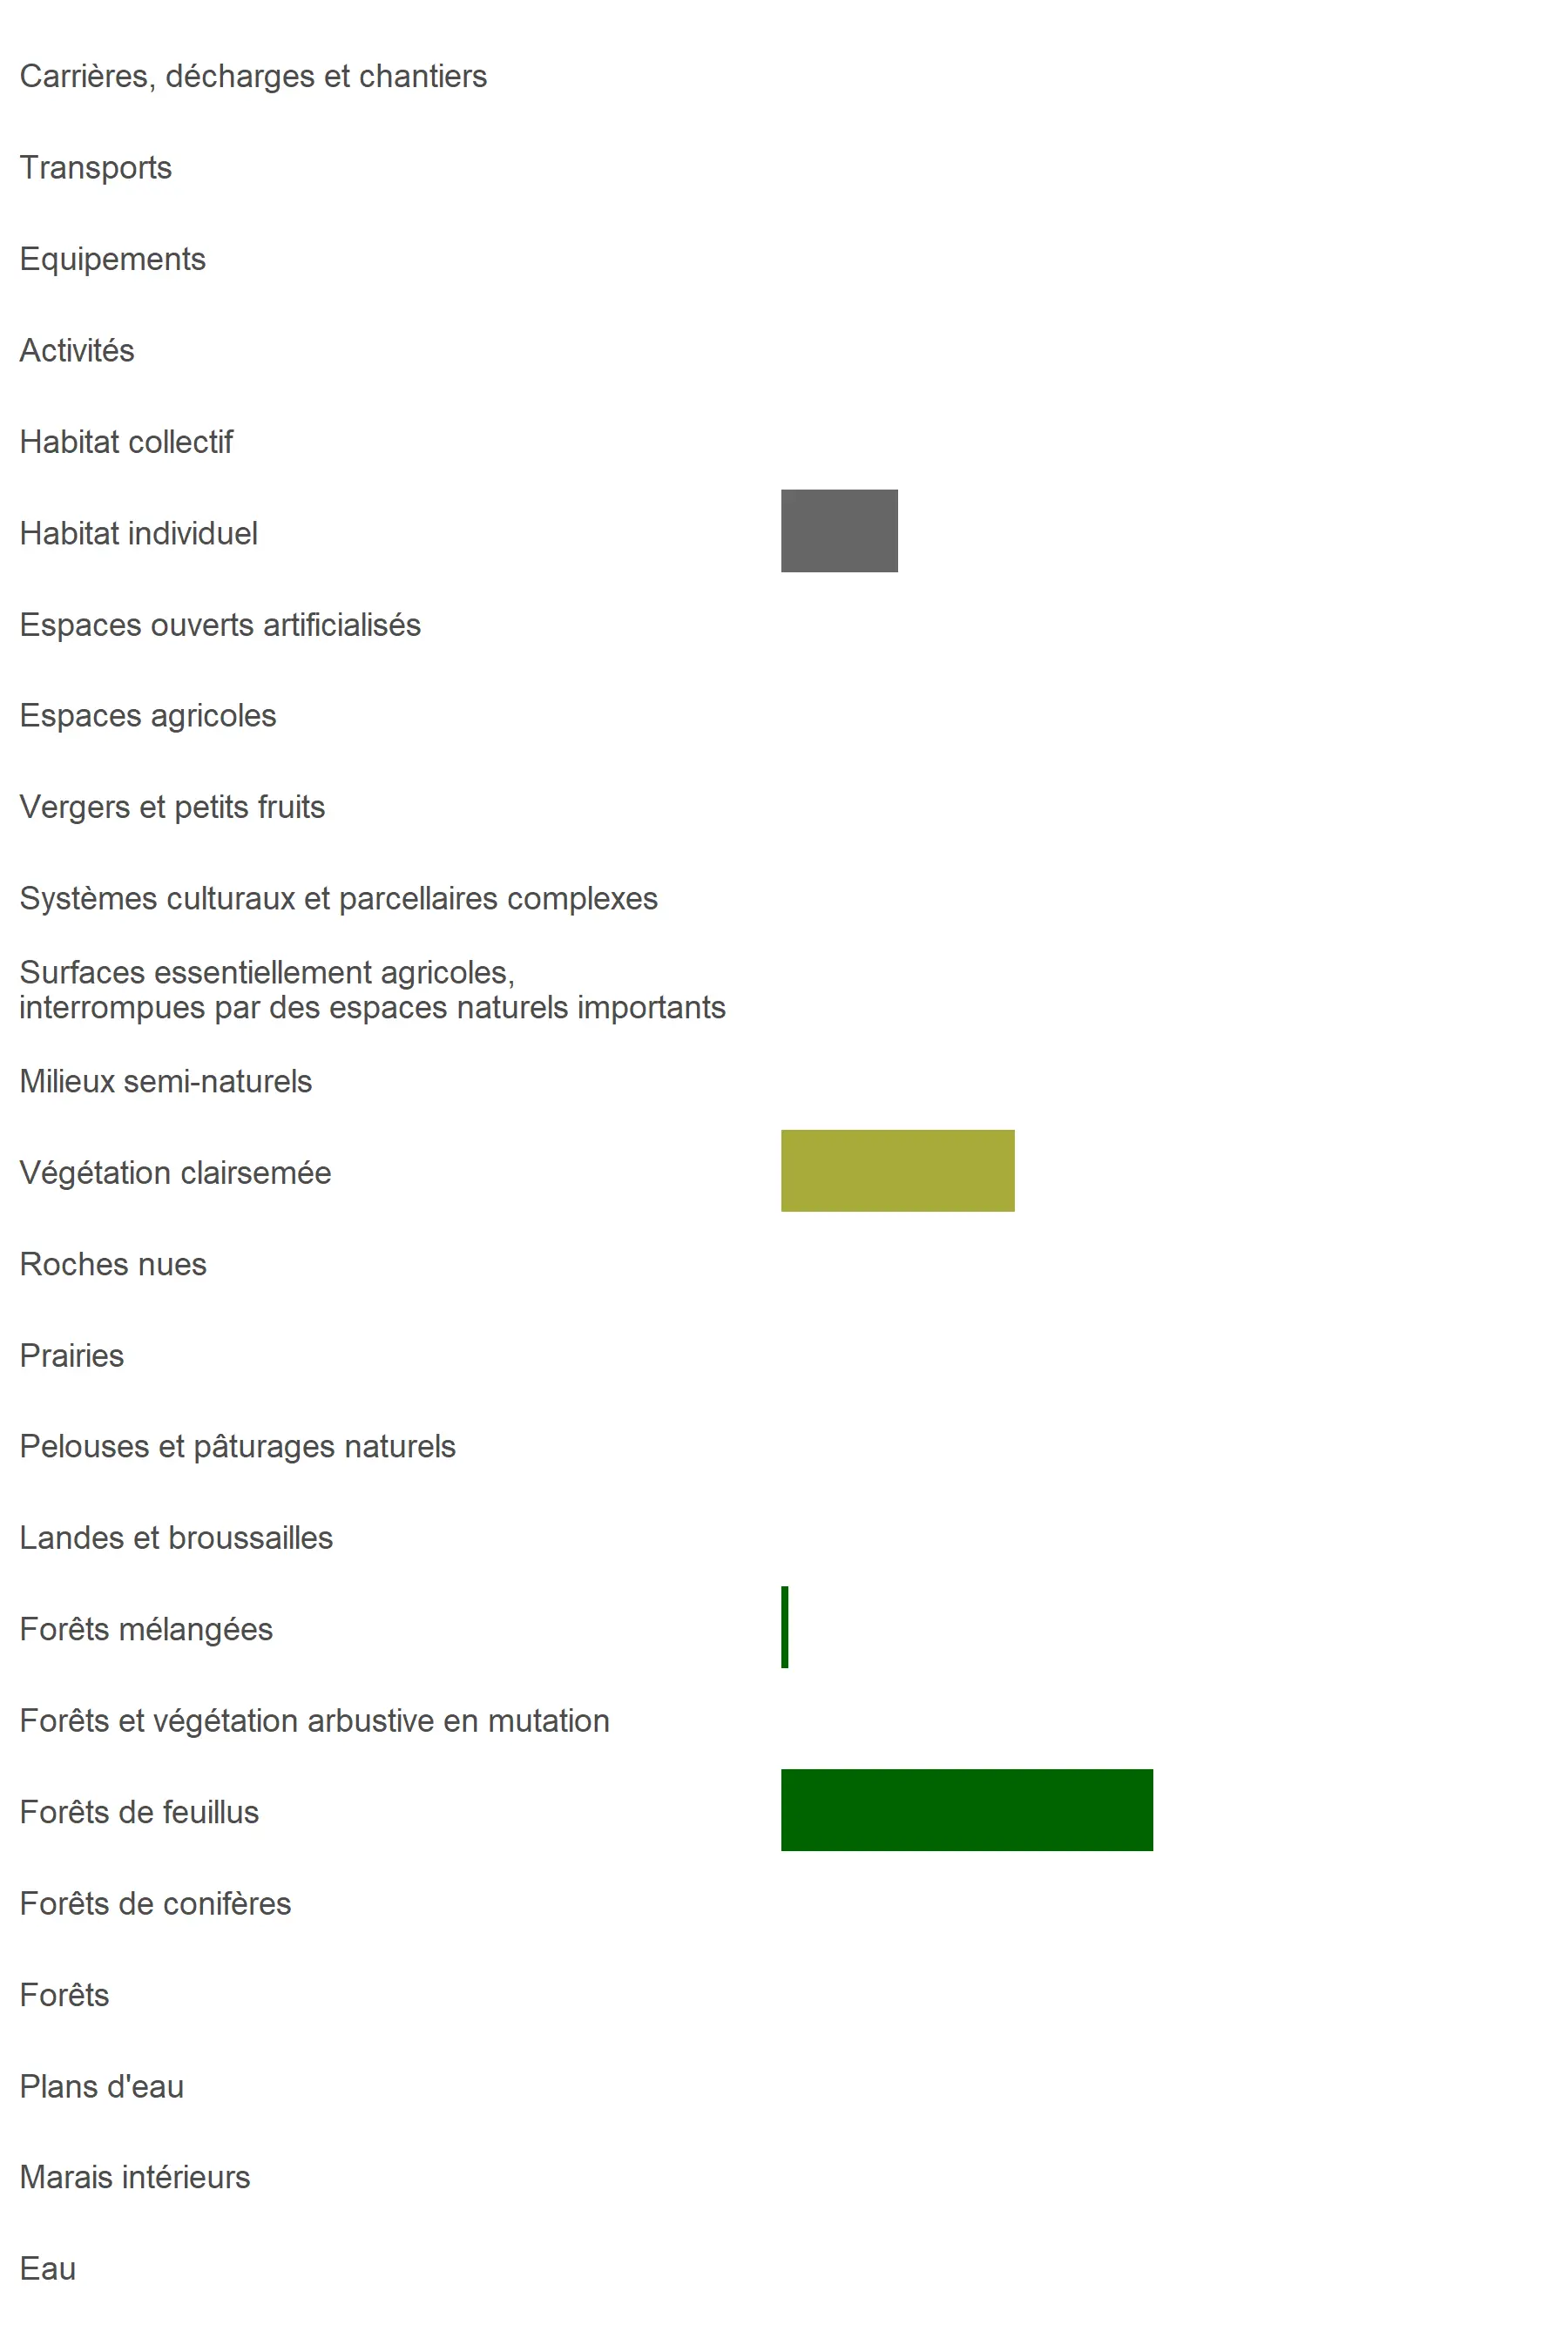 Carrières, décharges et chantiers
Transports
Equipements
Activités
Habitat collectif
Habitat individuel
Espaces ouverts artificialisés
Espaces agricoles
Vergers et petits fruits
Systèmes culturaux et parcellaires complexes
Surfaces essentiellement agricoles,
interrompues par des espaces naturels importants
Milieux semi-naturels
Végétation clairsemée
Roches nues
Prairies
Pelouses et pâturages naturels
Landes et broussailles
Forêts mélangées
Forêts et végétation arbustive en mutation
Forêts de feuillus
Forêts de conifères
Forêts
Plans d'eau
Marais intérieurs
Eau